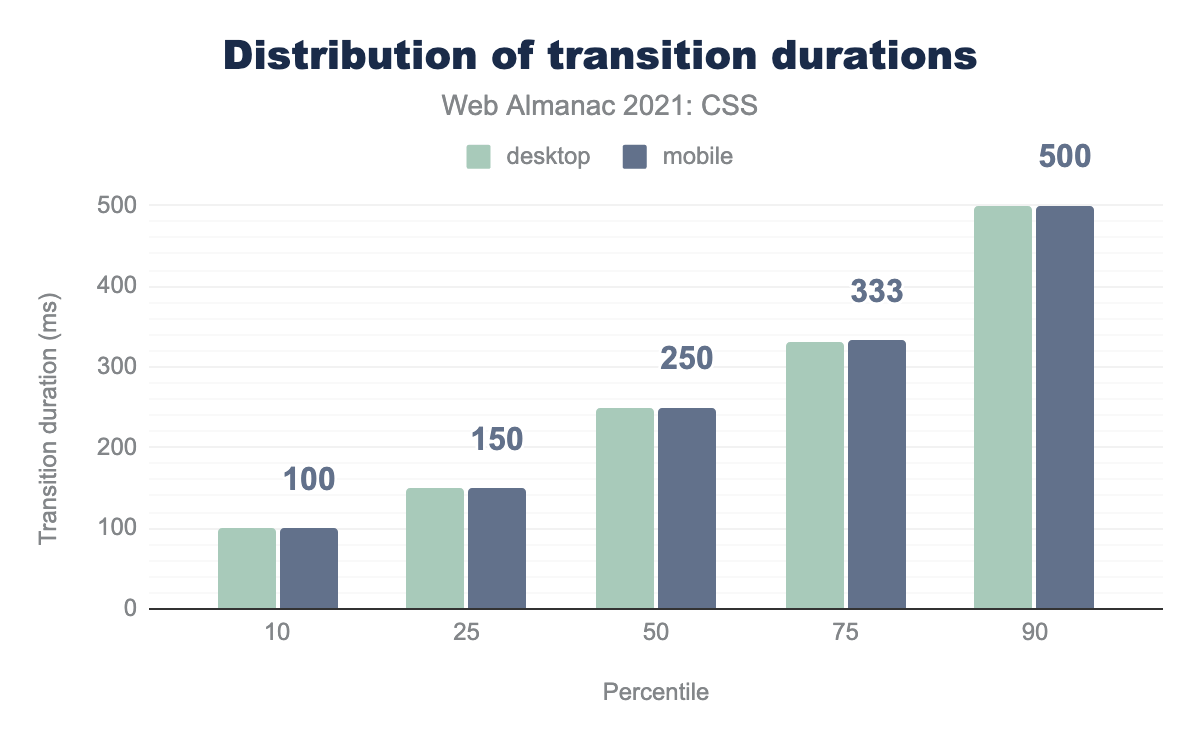 Distribution of transition durations
Web Almanac 2021: CSS
desktop mobile
500
500
400
333
300
250
200
150
100
100
0
Transition duration (ms)
10 25 50 75 90
Percentile